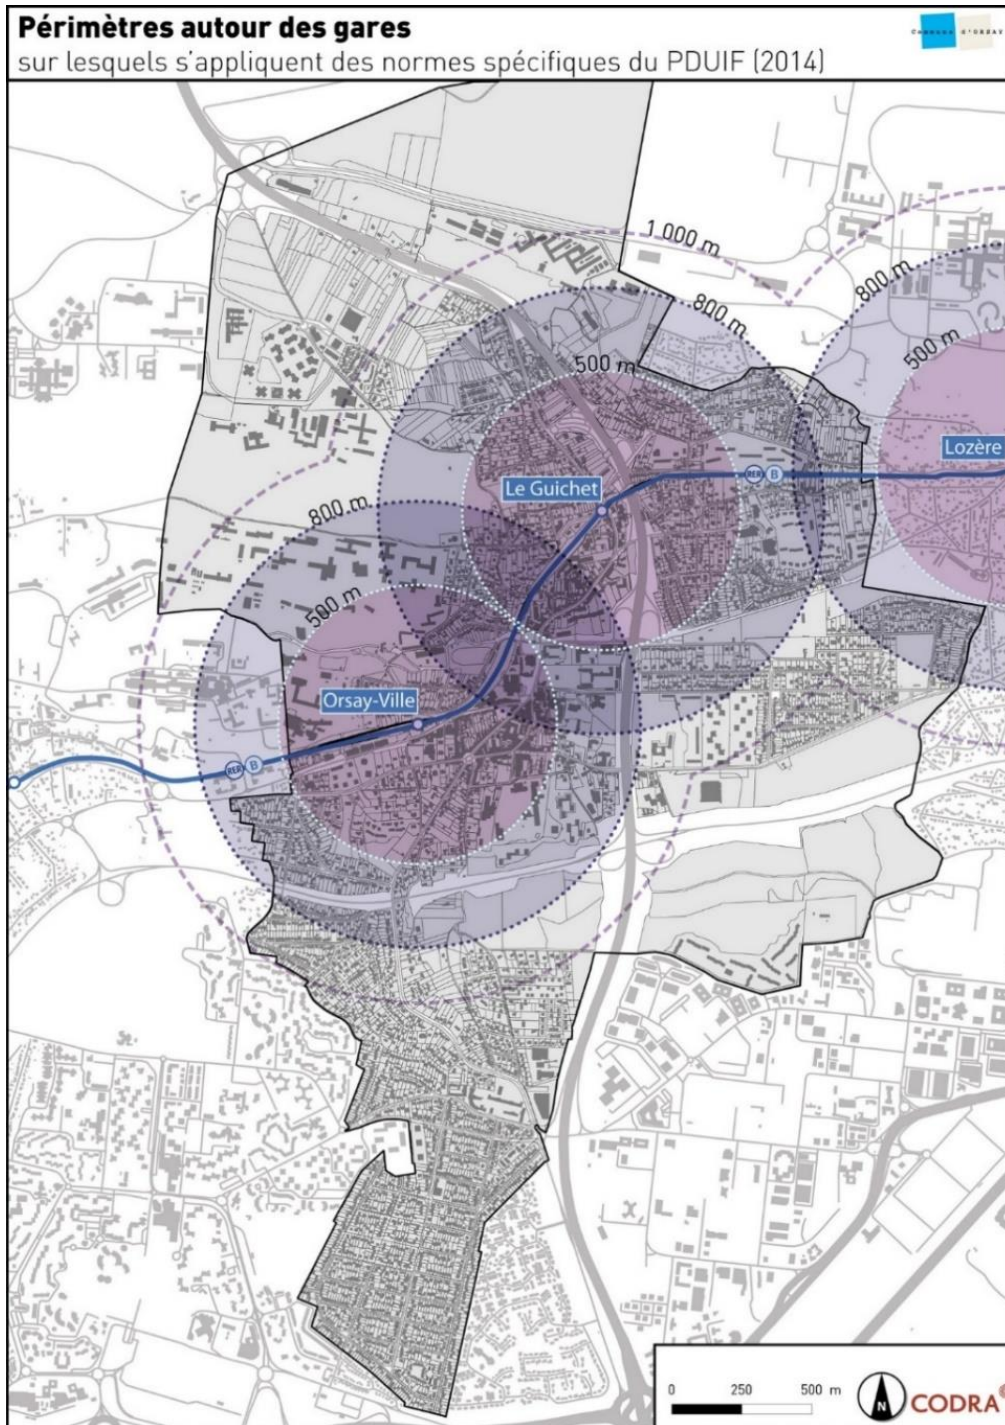 Périmètres autour des gares
sur lesquels s'appliquent des normes spécifiques du PDUIF (2014)
1 000 m
800 m
800 m
500 m
500 m
Lozère
RER B
Le Guichet
800 m
500 m
Orsay-Ville
RER B
0 250 500 m
N
CODRA